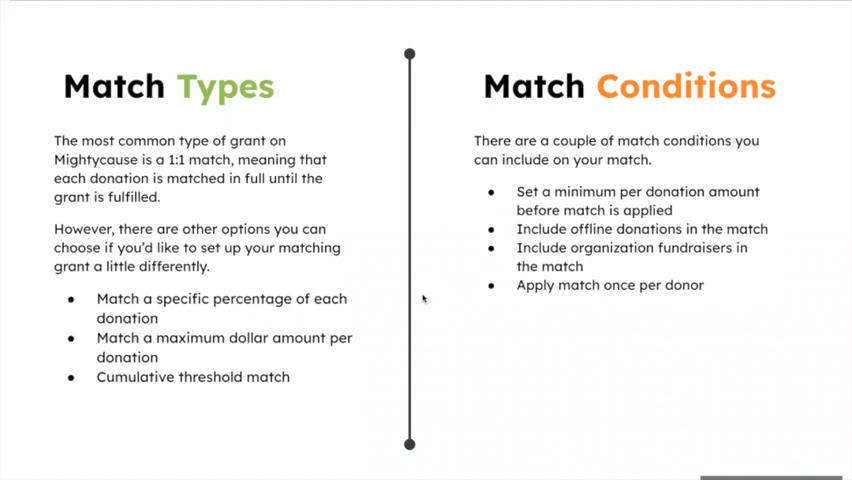 Match Types
The most common type of grant on
Mightycause is a 1:1 match, meaning that
each donation is matched in full until the
grant is fulfilled.
However, there are other options you can
choose if you'd like to set up your matching
grant a little differently.
● Match a specific percentage of each
donation
● Match a maximum dollar amount per
donation
● Cumulative threshold match
Match Conditions
There are a couple of match conditions you
can include on your match.
● Set a minimum per donation amount
before match is applied
● Include offline donations in the match
● Include organization fundraisers in
the match
● Apply match once per donor